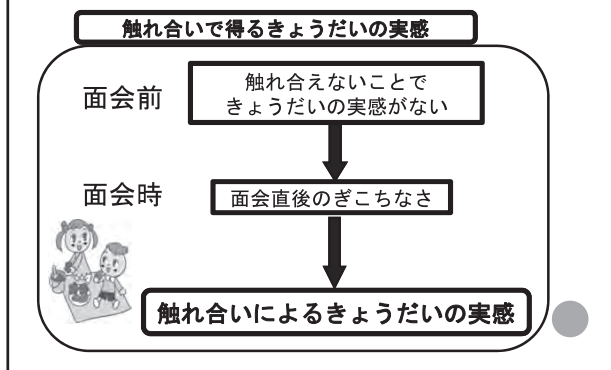 触れ合いで得るきょうだいの実感
面会前
触れ合えないことで
きょうだいの実感がない
面会時
面会直後のぎこちなさ
触れ合いによるきょうだいの実感